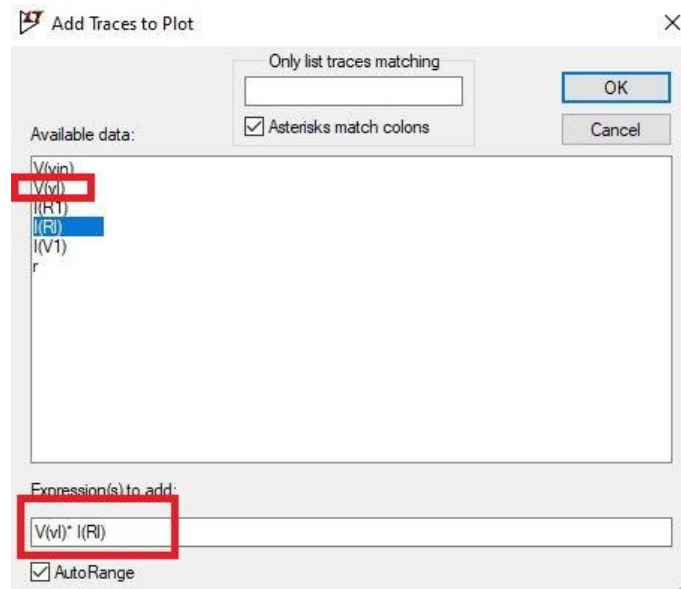 Add Traces to Plot
Only list traces matching
OK
Asterisks match colons
Cancel
Available data:
V(vin)
V(vl)
I(R1)
I(Rl)
I(V1)
r
Expression(s) to add:
V(vl)* I(Rl)
AutoRange